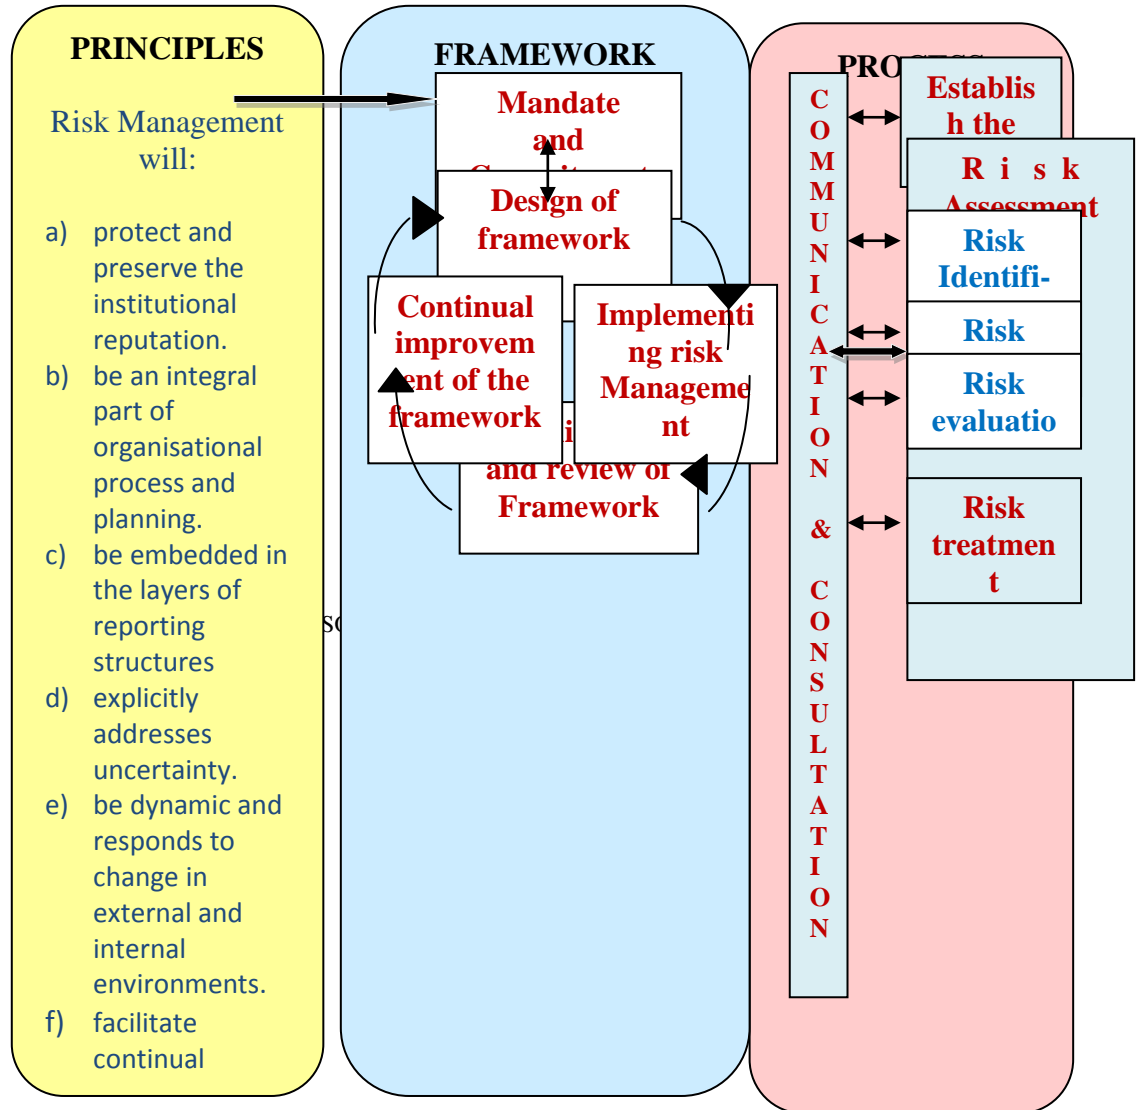 PRINCIPLES
Risk Management
will:
a) protect and
preserve the
institutional
reputation.
b) be an integral
part of
organisational
process and
planning.
c) be embedded in
the layers of
reporting
structures
d) explicitly
addresses
uncertainty.
e) be dynamic and
responds to
change in
external and
internal
environments.
f) facilitate
continual
FRAMEWORK
Mandate
and
Design of
framework
Continual
improvem
ent of the
framework
Implementi
ng risk
Manageme
nt
and review of
Framework
COMMUNICATION & CONSULTATION
Establis
h the
R i s k
Assessment
Risk
Identifi-
Risk
Risk
evaluatio
Risk
treatmen
t